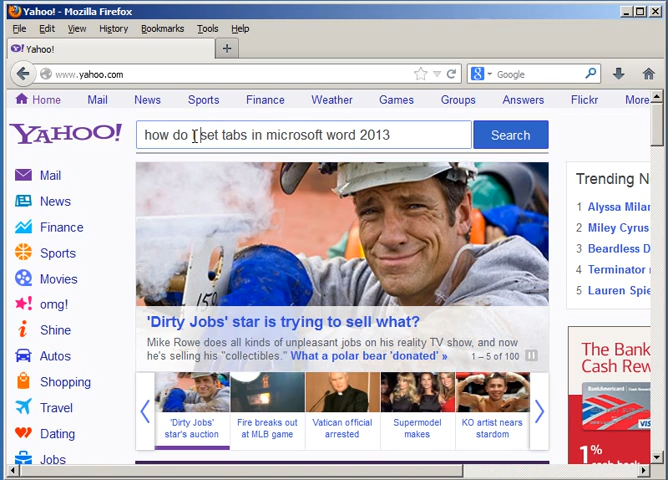 Yahoo! - Mozilla Firefox
File Edit View History Bookmarks Tools Help
Yahoo!
www.yahoo.com
Google
Home Mail News Sports Finance Weather Games Groups Answers Flickr More
YAHOO!
how do I set tabs in microsoft word 2013
Search
Mail
News
Finance
Sports
Movies
omg!
Shine
Autos
Shopping
Travel
Dating
Jobs
159
'Dirty Jobs' star is trying to sell what?
Mike Rowe does all kinds of unpleasant jobs on his reality TV show, and now
he's selling his "collectibles." What a polar bear 'donated' »
1 – 5 of 100
'Dirty Jobs'
star's auction
Fire breaks out
at MLB game
Vatican official
arrested
Supermodel
makes
KO artist nears
stardom
Trending N
1 Alyssa Milan
2 Miley Cyrus
3 Beardless D
4 Terminator
5 Lauren Spie
The Bank
Cash Rew
BankAmericard
Cash Rewards
VISA
1%
cash back